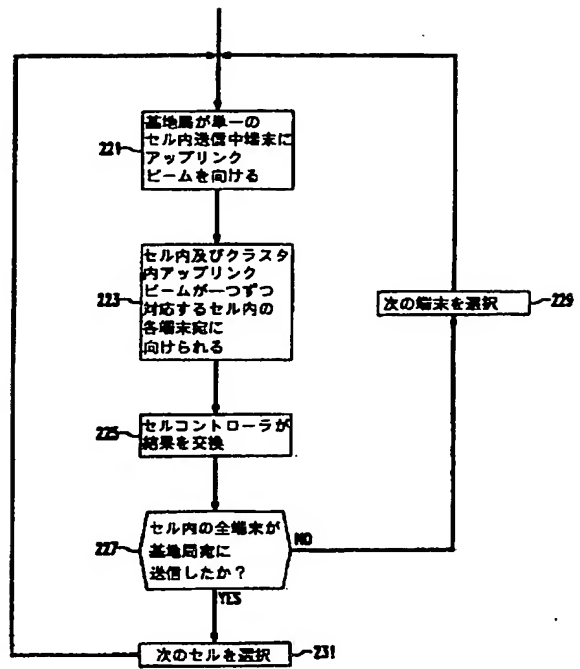 基地局が単一の
セル内送信中端末に
アップリンク
ビームを向ける
221
セル内及びクラスタ
内アップリンク
ビームが一つずつ
対応するセル内の
各端末宛に
向けられる
223
次の端末を選択
229
セルコントローラが
結果を交換
225
セル内の全端末が
基地局宛に
送信したか?
227
NO
YES
次のセルを選択
231